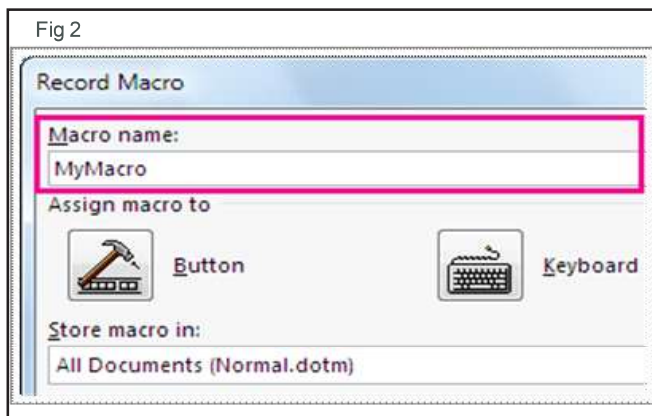 Fig 2
Record Macro
Macro name:
MyMacro
Assign macro to
Button Keyboard
Store macro in:
All Documents (Normal.dotm)